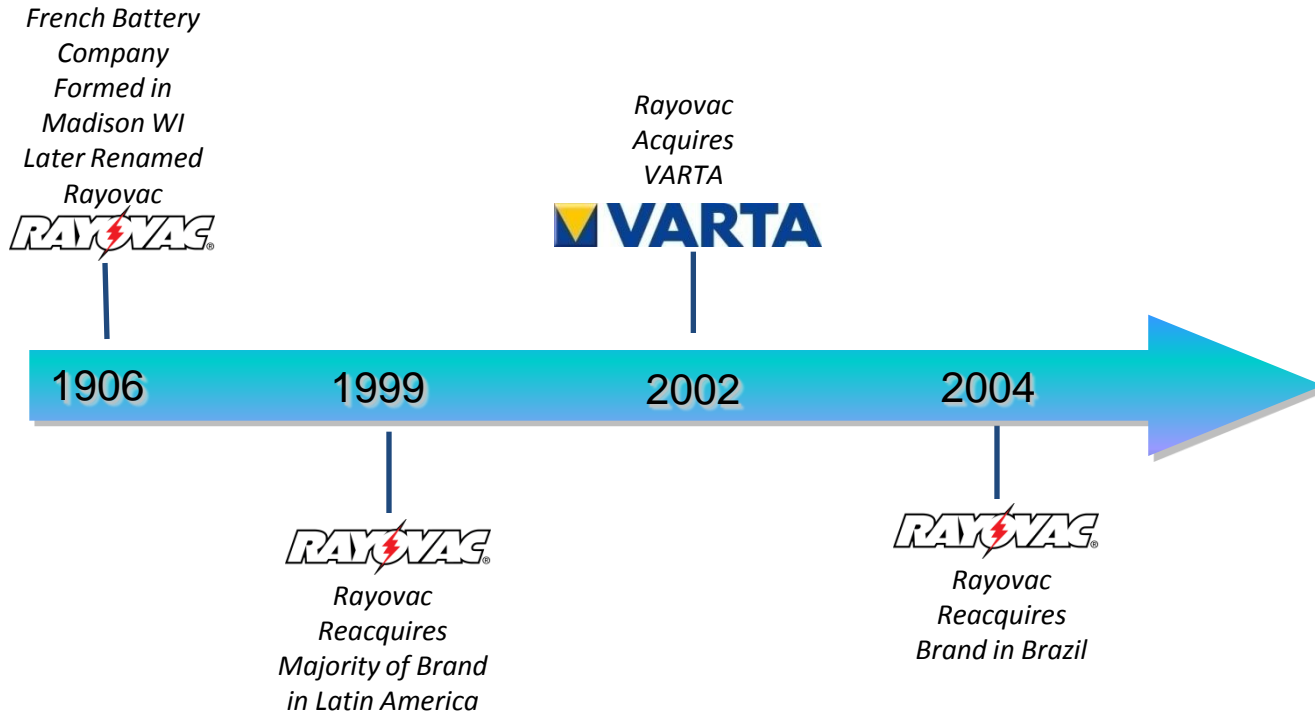 French Battery
Company
Formed in
Madison WI
Later Renamed
Rayovac
RAYOVAC®
Rayovac
Acquires
VARTA
VARTA
1906
1999
2002
2004
RAYOVAC®
Rayovac
Reacquires
Majority of Brand
in Latin America
RAYOVAC®
Rayovac
Reacquires
Brand in Brazil